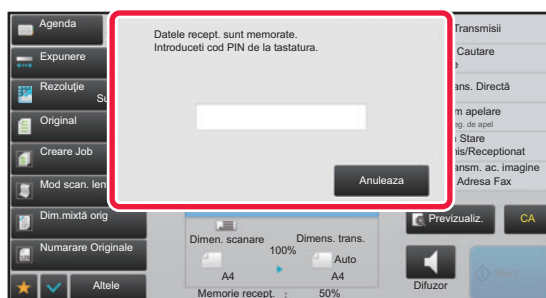 Agenda
Expunere
Rezoluţie
Su
Original
Creare Job
Mod scan. len
Dim.mixtă orig
Numarare Originale
Altele
Datele recept. sunt memorate.
Introduceti cod PIN de la tastatura.
Anuleaza
Transmisii
Cautare
e
ans. Directă
m apelare
eg. de apel
Stare
nis/Receptionat
ansm. ac. imagine
Adresa Fax
Dimen. scanare
100%
Dimens. trans.
Auto
A4
A4
Memorie recept. : 50%
Previzualiz.
CA
Difuzor
Start